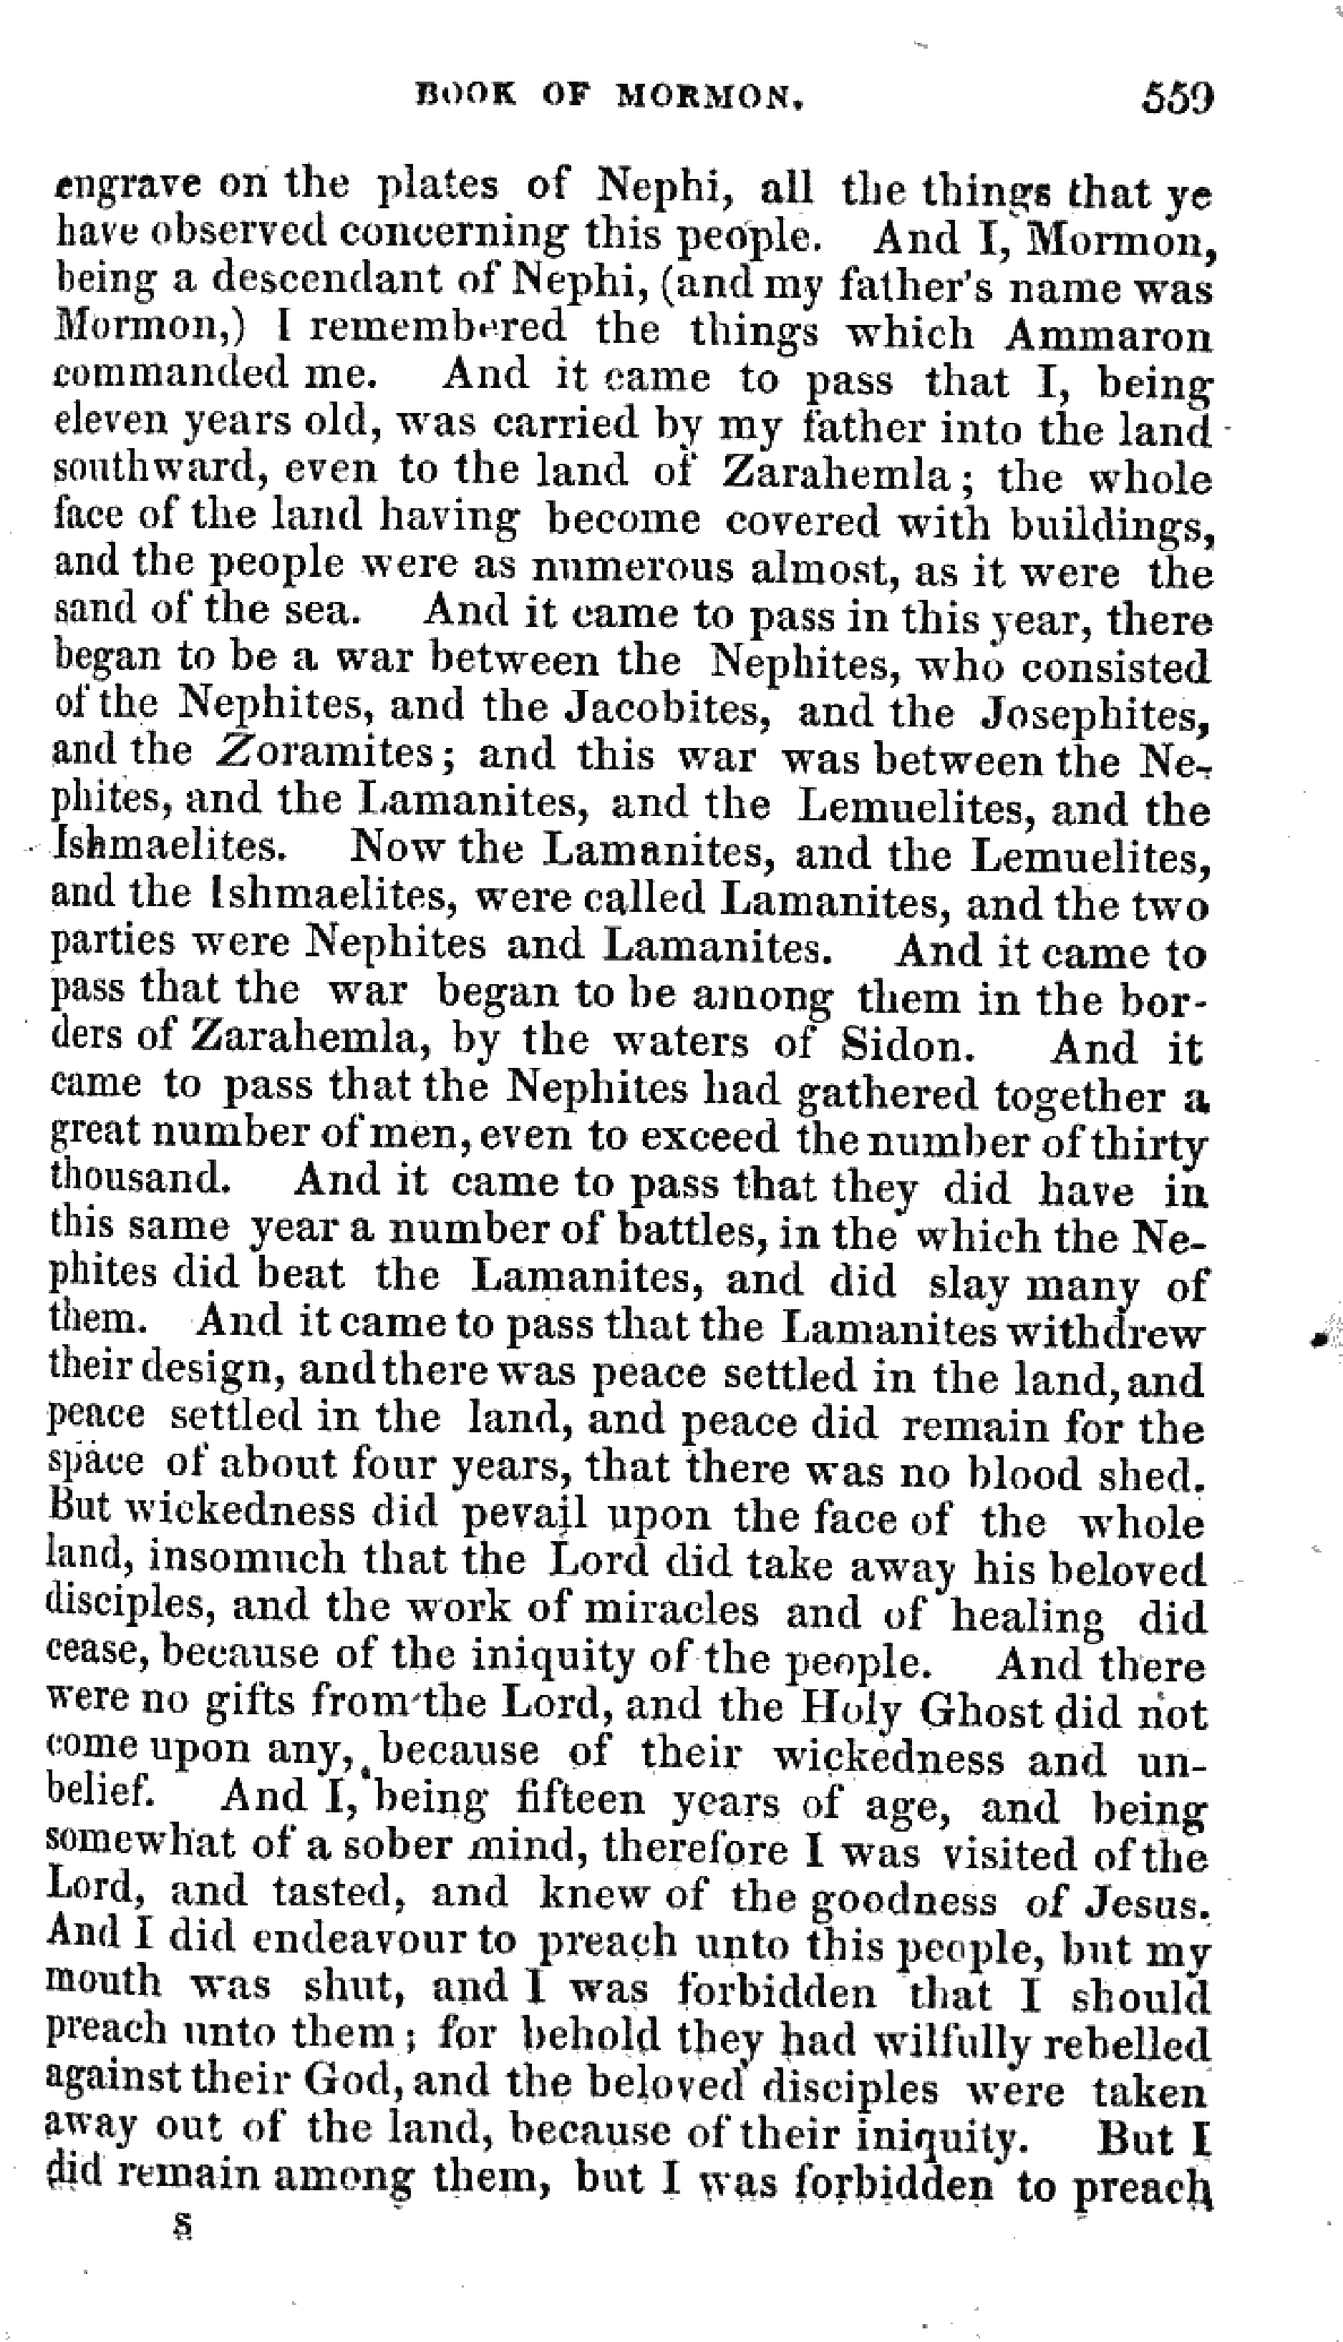 BOOK OF MORMON. 559
engrave on the plates of Nephi, all the things that ye
have observed concerning this people. And I, Mormon,
being a descendant of Nephi, (and my father's name was
Mormon,) I remembered the things which Ammaron
commanded me. And it came to pass that I, being
eleven years old, was carried by my father into the land
southward, even to the land of Zarahemla; the whole
face of the land having become covered with buildings,
and the people were as numerous almost, as it were the
sand of the sea. And it came to pass in this year, there
began to be a war between the Nephites, who consisted
of the Nephites, and the Jacobites, and the Josephites,
and the Zoramites; and this war was between the Ne-
phites, and the Lamanites, and the Lemuelites, and the
Ishmaelites. Now the Lamanites, and the Lemuelites,
and the Ishmaelites, were called Lamanites, and the two
parties were Nephites and Lamanites. And it came to
pass that the war began to be among them in the bor-
ders of Zarahemla, by the waters of Sidon. And it
came to pass that the Nephites had gathered together a
great number of men, even to exceed the number of thirty
thousand. And it came to pass that they did have in
this same year a number of battles, in the which the Ne-
phites did beat the Lamanites, and did slay many of
them. And it came to pass that the Lamanites withdrew
their design, and there was peace settled in the land, and
peace settled in the land, and peace did remain for the
space of about four years, that there was no blood shed.
But wickedness did pevail upon the face of the whole
land, insomuch that the Lord did take away his beloved
disciples, and the work of miracles and of healing did
cease, because of the iniquity of the people. And there
were no gifts from the Lord, and the Holy Ghost did not
come upon any, because of their wickedness and un-
belief. And I, being fifteen years of age, and being
somewhat of a sober mind, therefore I was visited of the
Lord, and tasted, and knew of the goodness of Jesus.
And I did endeavour to preach unto this people, but my
mouth was shut, and I was forbidden that I should
preach unto them; for behold they had wilfully rebelled
against their God, and the beloved disciples were taken
away out of the land, because of their iniquity. But I
did remain among them, but I was forbidden to preach
S